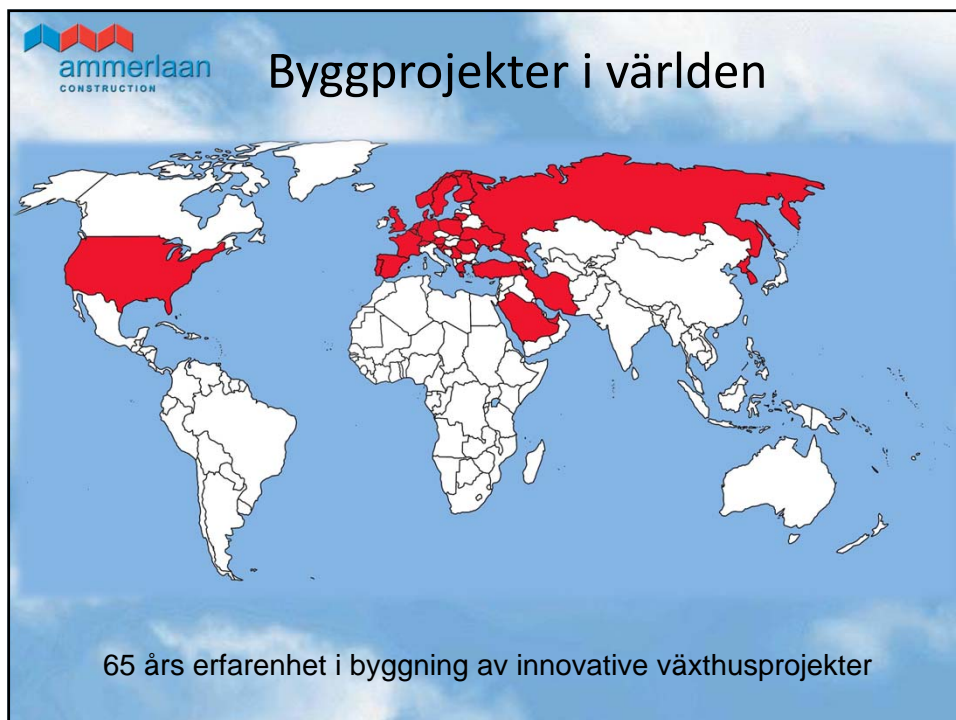 ammerlaan
CONSTRUCTION
Byggprojekter i världen
65 års erfarenhet i byggning av innovative växthusprojekter